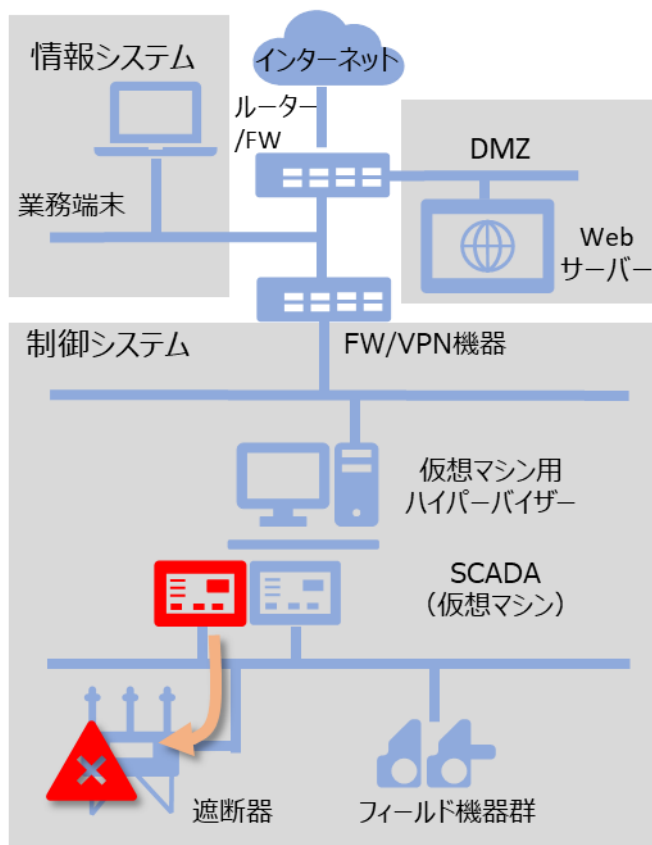 インターネット
情報システム
ルーター
/FW
DMZ
業務端末
Web
サーバー
FW/VPN機器
制御システム
仮想マシン用
ハイパーバイザー
SCADA
（仮想マシン）
遮断器
フィールド機器群